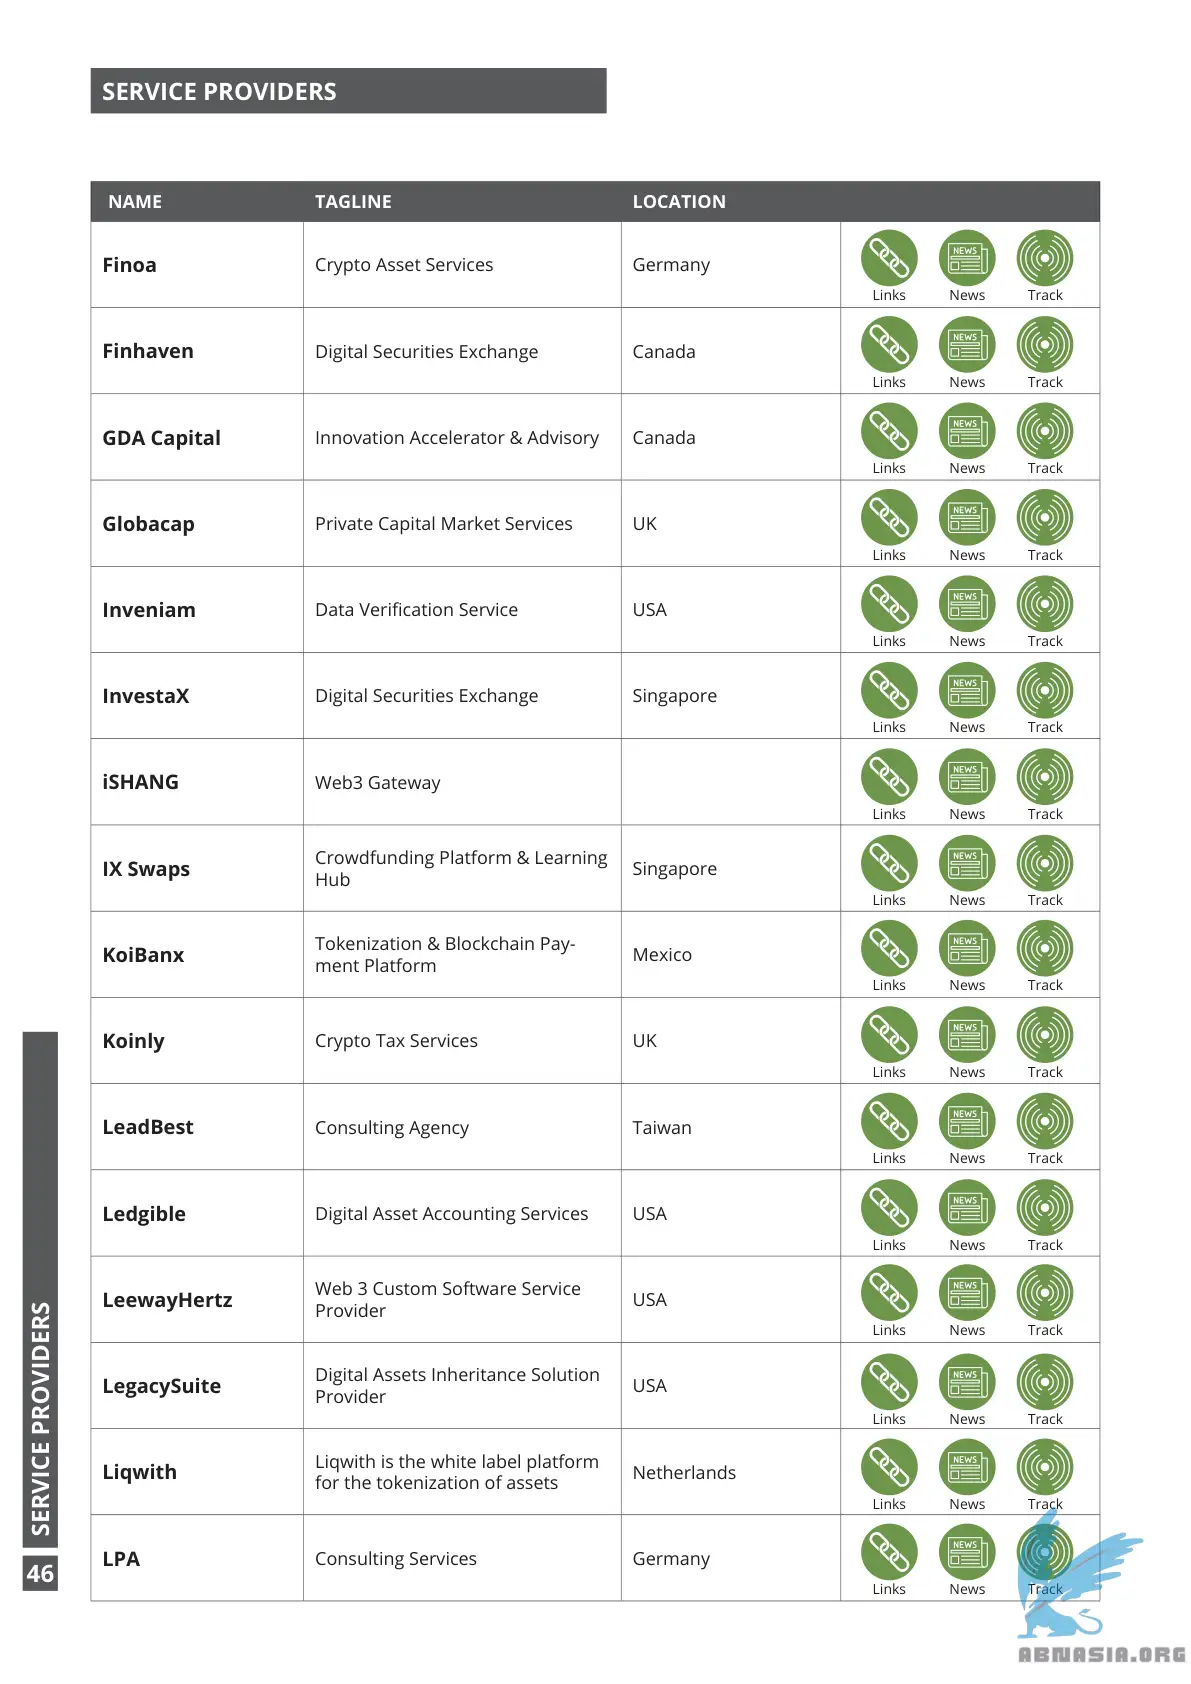 SERVICE PROVIDERS
NAME TAGLINE LOCATION
Finoa Crypto Asset Services Germany
NEWS
Links News Track
Finhaven Digital Securities Exchange Canada
NEWS
Links News Track
GDA Capital Innovation Accelerator & Advisory Canada
NEWS
Links News Track
Globacap Private Capital Market Services UK
NEWS
Links News Track
Inveniam Data Verification Service USA
NEWS
Links News Track
InvestaX Digital Securities Exchange Singapore
NEWS
Links News Track
iSHANG Web3 Gateway
NEWS
Links News Track
IX Swaps Crowdfunding Platform & Learning
Hub Singapore
NEWS
Links News Track
KoiBanx Tokenization & Blockchain Pay-
ment Platform Mexico
NEWS
Links News Track
Koinly Crypto Tax Services UK
NEWS
Links News Track
LeadBest Consulting Agency Taiwan
NEWS
Links News Track
Ledgible Digital Asset Accounting Services USA
NEWS
Links News Track
LeewayHertz Web 3 Custom Software Service
Provider USA
NEWS
Links News Track
LegacySuite Digital Assets Inheritance Solution
Provider USA
NEWS
Links News Track
Liqwith Liqwith is the white label platform
for the tokenization of assets Netherlands
NEWS
Links News Track
LPA Consulting Services Germany
NEWS
Links News Track
SERVICE PROVIDERS
46
ABNASIA.ORG